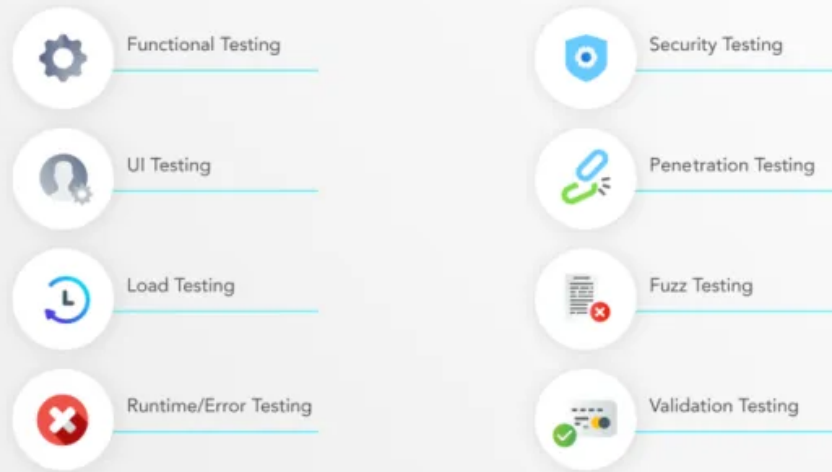 Functional Testing
UI Testing
Load Testing
Runtime/Error Testing
Security Testing
Penetration Testing
Fuzz Testing
Validation Testing